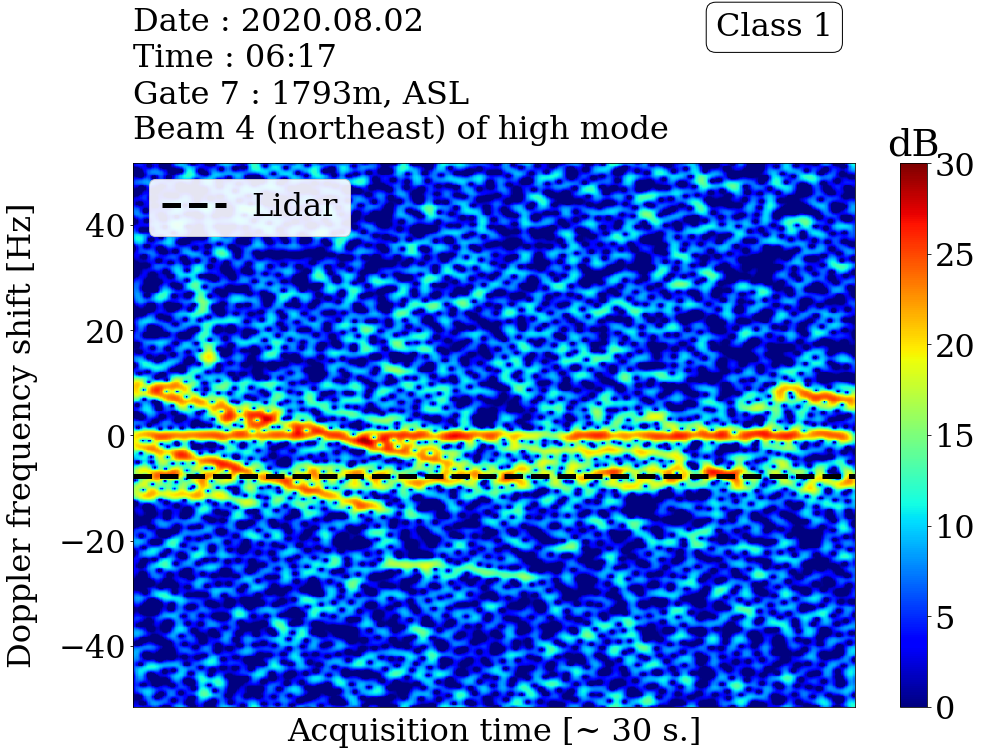 Date : 2020.08.02
Time : 06:17
Gate 7 : 1793m, ASL
Beam 4 (northeast) of high mode
Class 1
dB
Lidar
Doppler frequency shift [Hz]
40
20
0
−20
−40
30
25
20
15
10
5
0
Acquisition time [~ 30 s.]